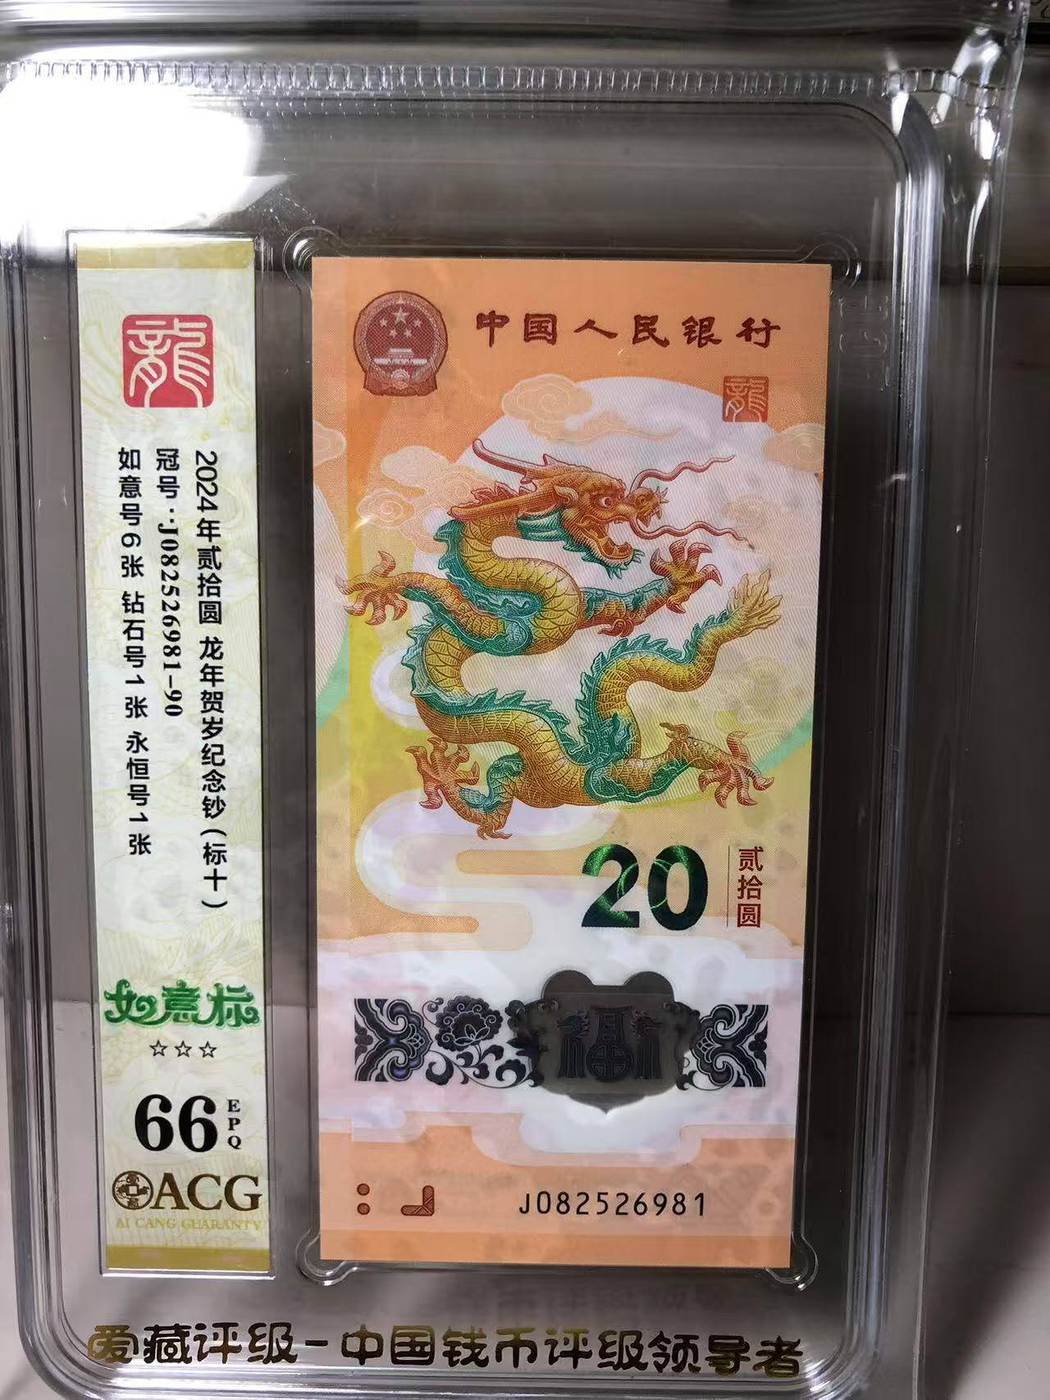 龍
2024年贰拾圆 龙年贺岁纪念钞(标十)
冠号:J082526981-90
如意号6张 钻石号1张 永恒号1张
如意标
☆☆☆
66
EPQ
ACG
AI CANG GUARANTY
中国人民银行
龍
20
贰拾圆
福
J082526981
爱藏评级-中国钱币评级领导者